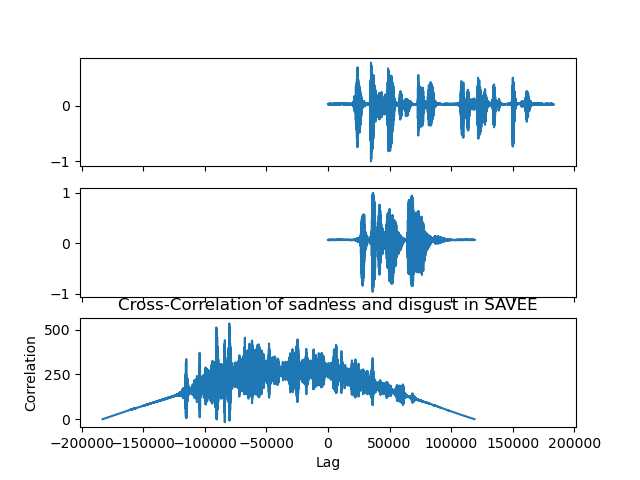 0
−1
1
0
−1
Cross-Correlation of sadness and disgust in SAVEE
500
250
0
Correlation
−200000 −150000 −100000 −50000 0 50000 100000 150000 200000
Lag